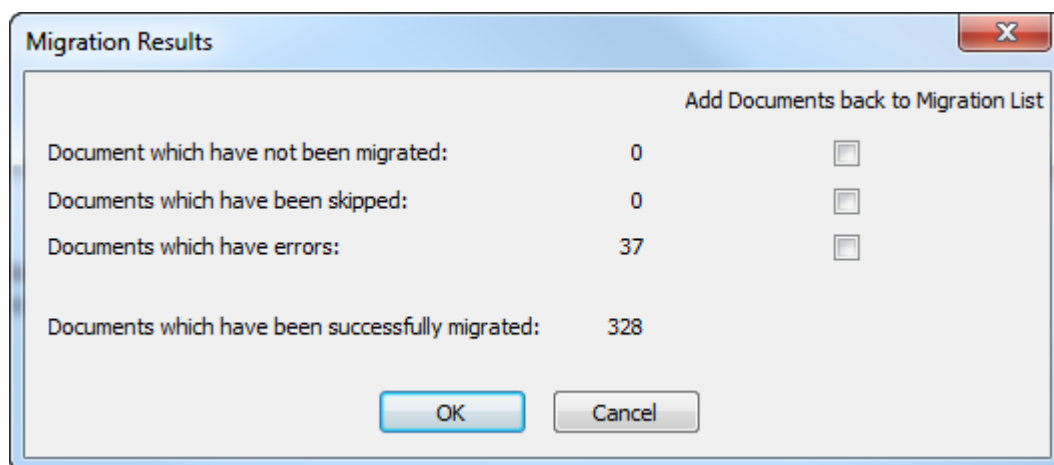 Migration Results
Add Documents back to Migration List
Document which have not been migrated: 0
Documents which have been skipped: 0
Documents which have errors: 37
Documents which have been successfully migrated: 328
OK Cancel